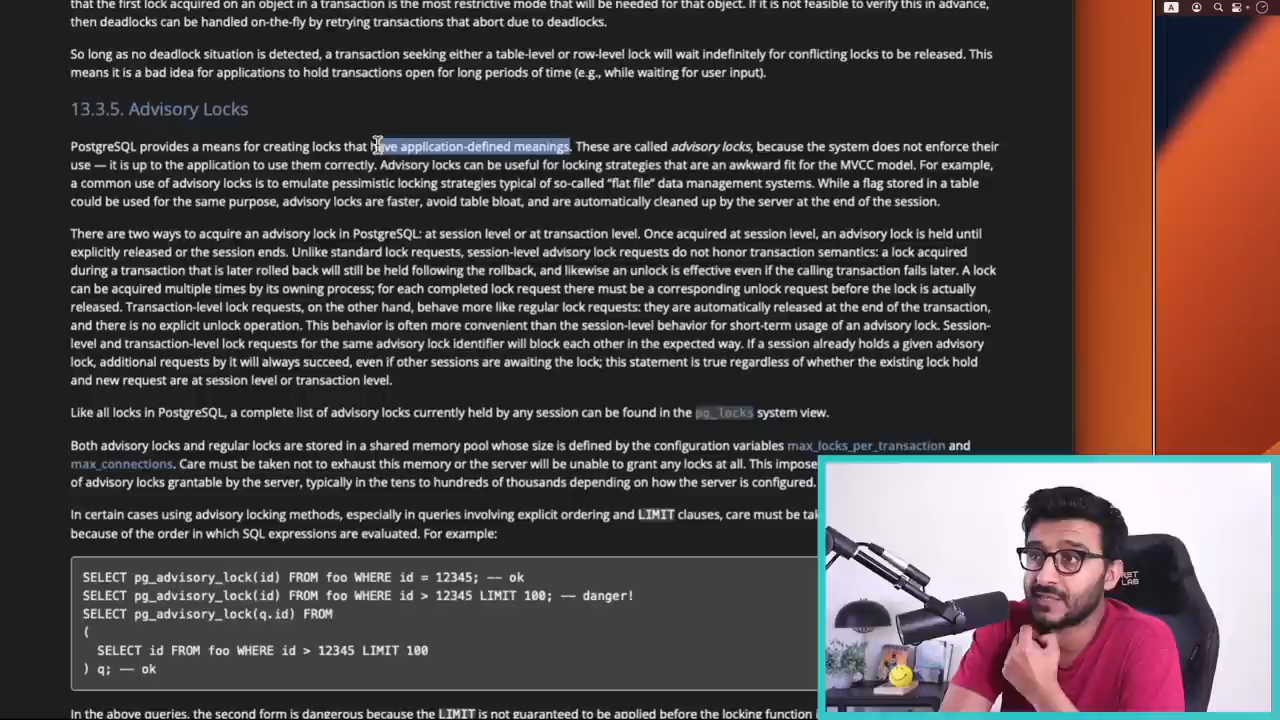 that the first lock acquired on an object in a transaction is the most restrictive mode that will be needed for that object. If it is not feasible to verify this in advance,
then deadlocks can be handled on-the-fly by retrying transactions that abort due to deadlocks.
So long as no deadlock situation is detected, a transaction seeking either a table-level or row-level lock will wait indefinitely for conflicting locks to be released. This
means it is a bad idea for applications to hold transactions open for long periods of time (e.g., while waiting for user input).
13.3.5. Advisory Locks
PostgreSQL provides a means for creating locks that have application-defined meanings. These are called advisory locks, because the system does not enforce their
use — it is up to the application to use them correctly. Advisory locks can be useful for locking strategies that are an awkward fit for the MVCC model. For example,
a common use of advisory locks is to emulate pessimistic locking strategies typical of so-called “flat file” data management systems. While a flag stored in a table
could be used for the same purpose, advisory locks are faster, avoid table bloat, and are automatically cleaned up by the server at the end of the session.
There are two ways to acquire an advisory lock in PostgreSQL: at session level or at transaction level. Once acquired at session level, an advisory lock is held until
explicitly released or the session ends. Unlike standard lock requests, session-level advisory lock requests do not honor transaction semantics: a lock acquired
during a transaction that is later rolled back will still be held following the rollback, and likewise an unlock is effective even if the calling transaction fails later. A lock
can be acquired multiple times by its owning process; for each completed lock request there must be a corresponding unlock request before the lock is actually
released. Transaction-level lock requests, on the other hand, behave more like regular lock requests: they are automatically released at the end of the transaction,
and there is no explicit unlock operation. This behavior is often more convenient than the session-level behavior for short-term usage of an advisory lock. Session-
level and transaction-level lock requests for the same advisory lock identifier will block each other in the expected way. If a session already holds a given advisory
lock, additional requests by it will always succeed, even if other sessions are awaiting the lock; this statement is true regardless of whether the existing lock hold
and new request are at session level or transaction level.
Like all locks in PostgreSQL, a complete list of advisory locks currently held by any session can be found in the pg_locks system view.
Both advisory locks and regular locks are stored in a shared memory pool whose size is defined by the configuration variables max_locks_per_transaction and
max_connections. Care must be taken not to exhaust this memory or the server will be unable to grant any locks at all. This impose
of advisory locks grantable by the server, typically in the tens to hundreds of thousands depending on how the server is configured.
In certain cases using advisory locking methods, especially in queries involving explicit ordering and LIMIT clauses, care must be tak
because of the order in which SQL expressions are evaluated. For example:
SELECT pg_advisory_lock(id) FROM foo WHERE id = 12345; -- ok
SELECT pg_advisory_lock(id) FROM foo WHERE id > 12345 LIMIT 100; -- danger!
SELECT pg_advisory_lock(q.id) FROM
(
SELECT id FROM foo WHERE id > 12345 LIMIT 100
) q; -- ok
In the above queries, the second form is dangerous because the LIMIT is not guaranteed to be applied before the locking function i
A
LAB